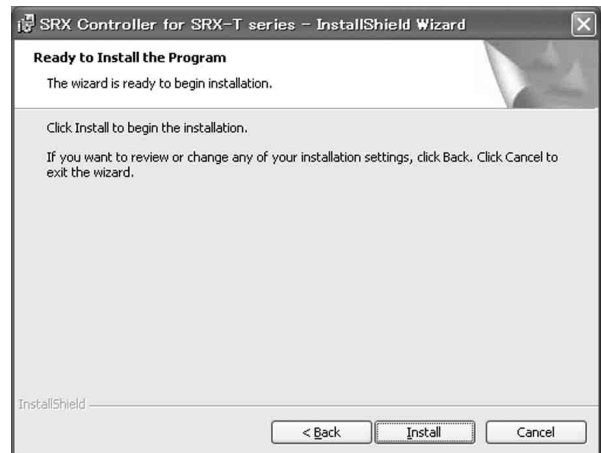 SRX Controller for SRX-T series - InstallShield Wizard
Ready to Install the Program
The wizard is ready to begin installation.
Click Install to begin the installation.
If you want to review or change any of your installation settings, click Back. Click Cancel to
exit the wizard.
InstallShield
< Back Install Cancel